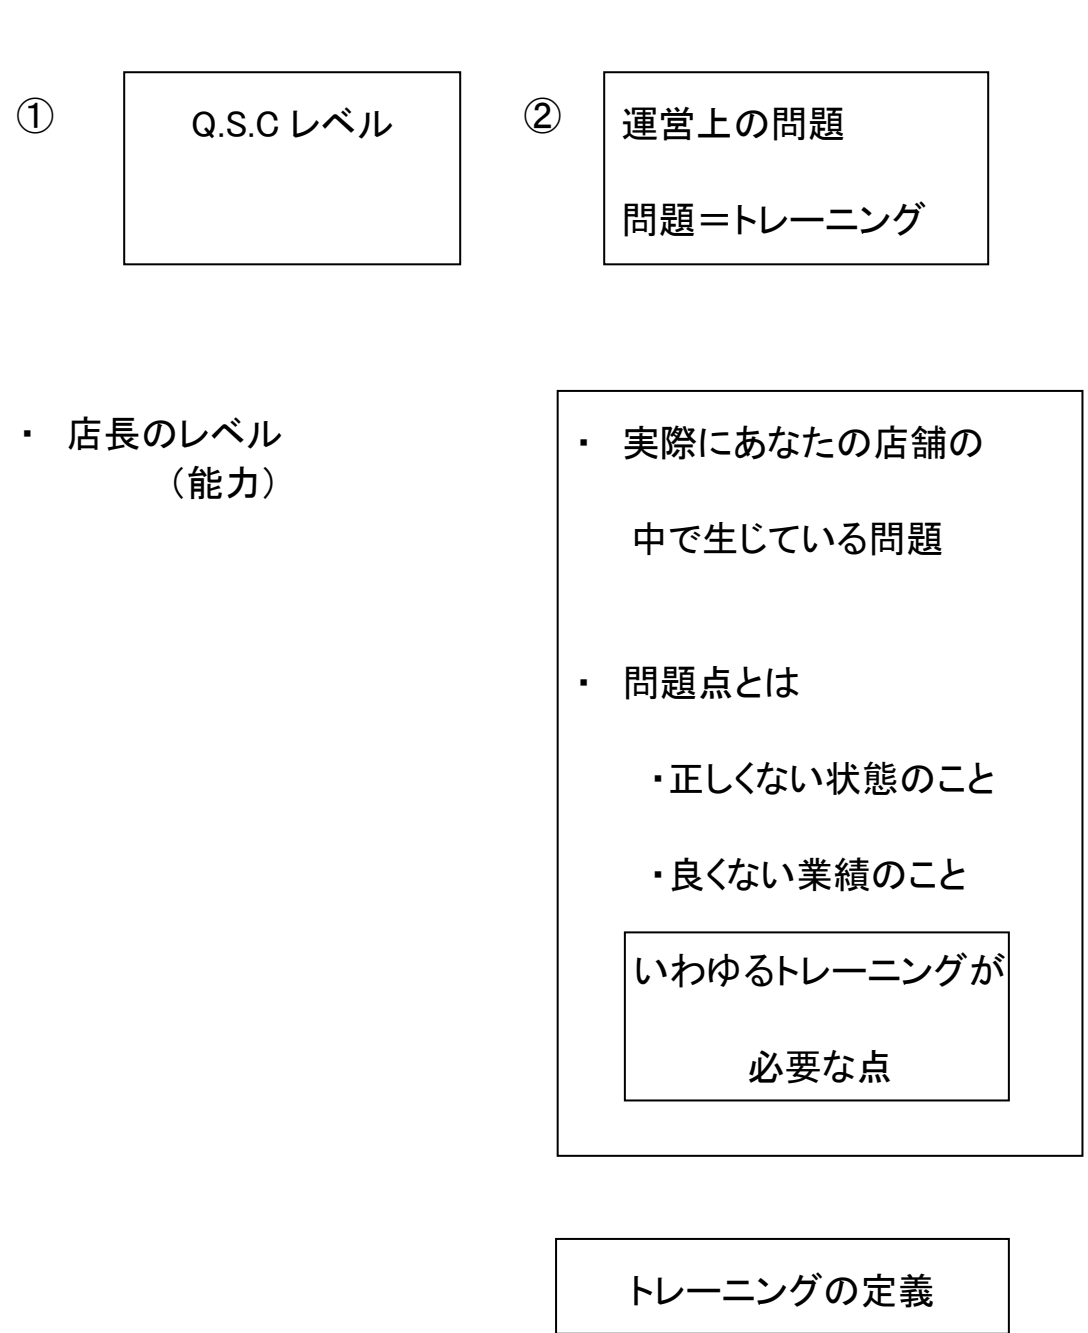 ①
Q.S.C レベル
②
運営上の問題
問題＝トレーニング
・ 店長のレベル
（能力）
・ 実際にあなたの店舗の
中で生じている問題
・ 問題点とは
・正しくない状態のこと
・良くない業績のこと
いわゆるトレーニングが
必要な点
トレーニングの定義